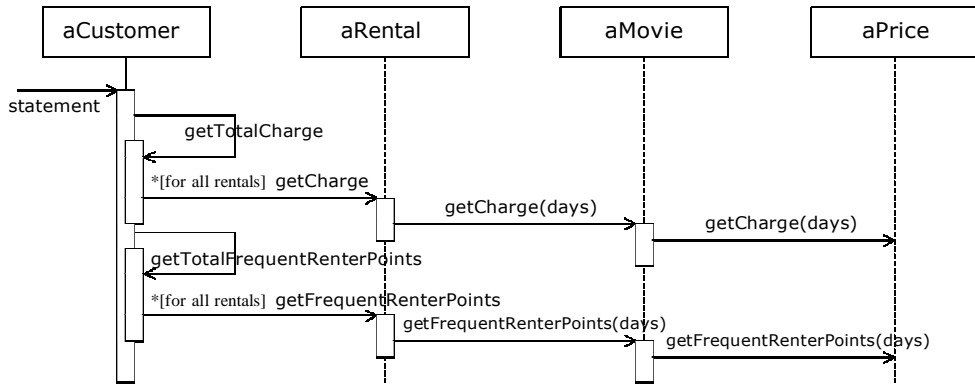 aCustomer
aRental
aMovie
aPrice
statement
getTotalCharge
*[for all rentals] getCharge
getCharge(days)
getCharge(days)
getTotalFrequentRenterPoints
*[for all rentals] getFrequentRenterPoints
getFrequentRenterPoints(days)
getFrequentRenterPoints(days)